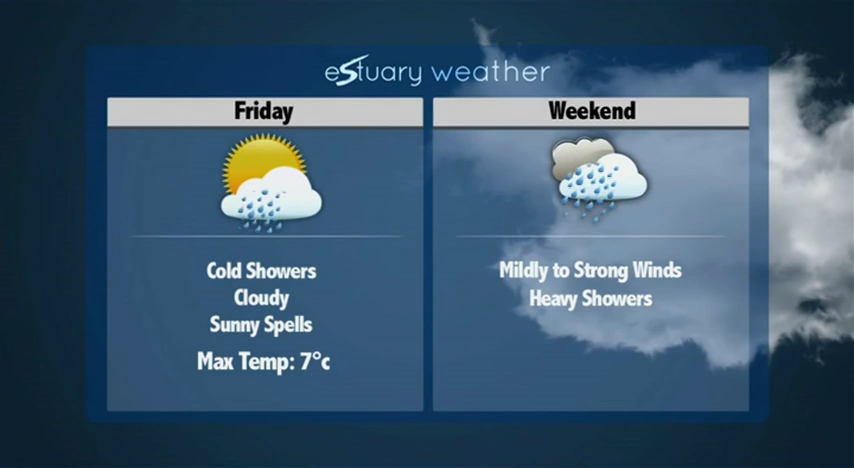 eStuary weather
Friday
Weekend
Cold Showers
Cloudy
Sunny Spells
Max Temp: 7°c
Mildly to Strong Winds
Heavy Showers